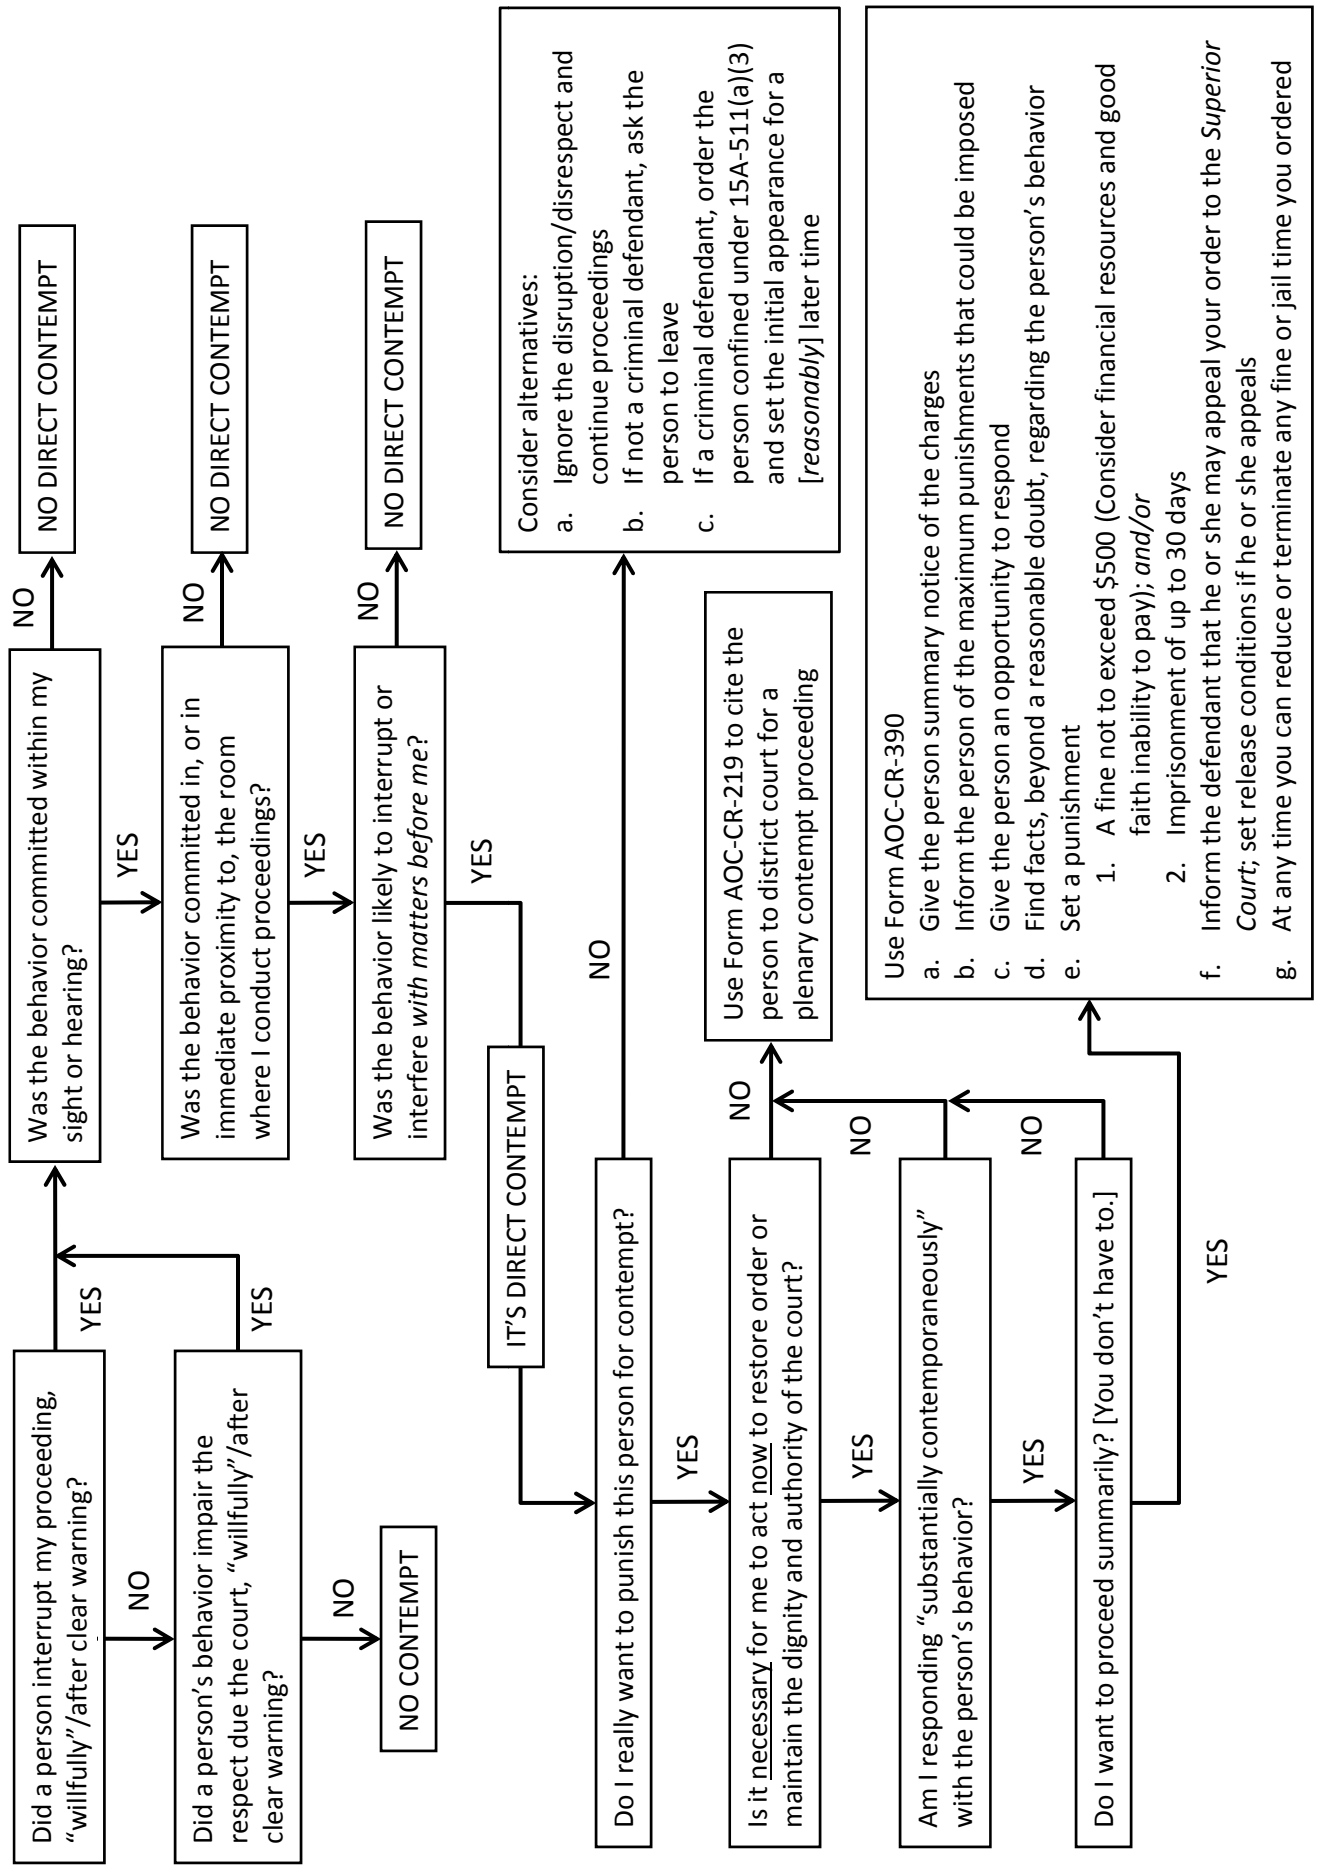 Did a person interrupt my proceeding,
“willfully”/after clear warning?
YES
NO
Did a person’s behavior impair the
respect due the court, “willfully”/after
clear warning?
YES
NO
NO CONTEMPT
Was the behavior committed within my
sight or hearing?
NO
NO DIRECT CONTEMPT
YES
Was the behavior committed in, or in
immediate proximity to, the room
where I conduct proceedings?
NO
NO DIRECT CONTEMPT
YES
Was the behavior likely to interrupt or
interfere with matters before me?
NO
NO DIRECT CONTEMPT
YES
IT’S DIRECT CONTEMPT
Do I really want to punish this person for contempt?
NO
Consider alternatives:
a. Ignore the disruption/disrespect and
continue proceedings
b. If not a criminal defendant, ask the
person to leave
c. If a criminal defendant, order the
person confined under 15A-511(a)(3)
and set the initial appearance for a
[reasonably] later time
YES
Is it necessary for me to act now to restore order or
maintain the dignity and authority of the court?
NO
Use Form AOC-CR-219 to cite the
person to district court for a
plenary contempt proceeding
YES
Am I responding “substantially contemporaneously”
with the person’s behavior?
NO
YES
Do I want to proceed summarily? [You don’t have to.]
NO
YES
Use Form AOC-CR-390
a. Give the person summary notice of the charges
b. Inform the person of the maximum punishments that could be imposed
c. Give the person an opportunity to respond
d. Find facts, beyond a reasonable doubt, regarding the person’s behavior
e. Set a punishment
1. A fine not to exceed $500 (Consider financial resources and good
faith inability to pay); and/or
2. Imprisonment of up to 30 days
f. Inform the defendant that he or she may appeal your order to the Superior
Court; set release conditions if he or she appeals
g. At any time you can reduce or terminate any fine or jail time you ordered